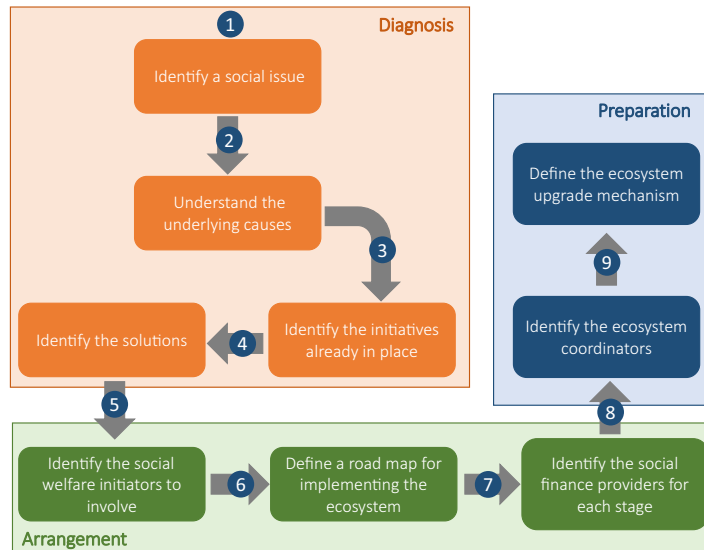 Diagnosis
1
Identify a social issue
2
Understand the
underlying causes
3
Identify the initiatives
already in place
4
Identify the solutions
5
Arrangement
Identify the social
welfare initiators to
involve
6
Define a road map for
implementing the
ecosystem
7
Identify the social
finance providers for
each stage
8
Preparation
Identify the ecosystem
coordinators
9
Define the ecosystem
upgrade mechanism